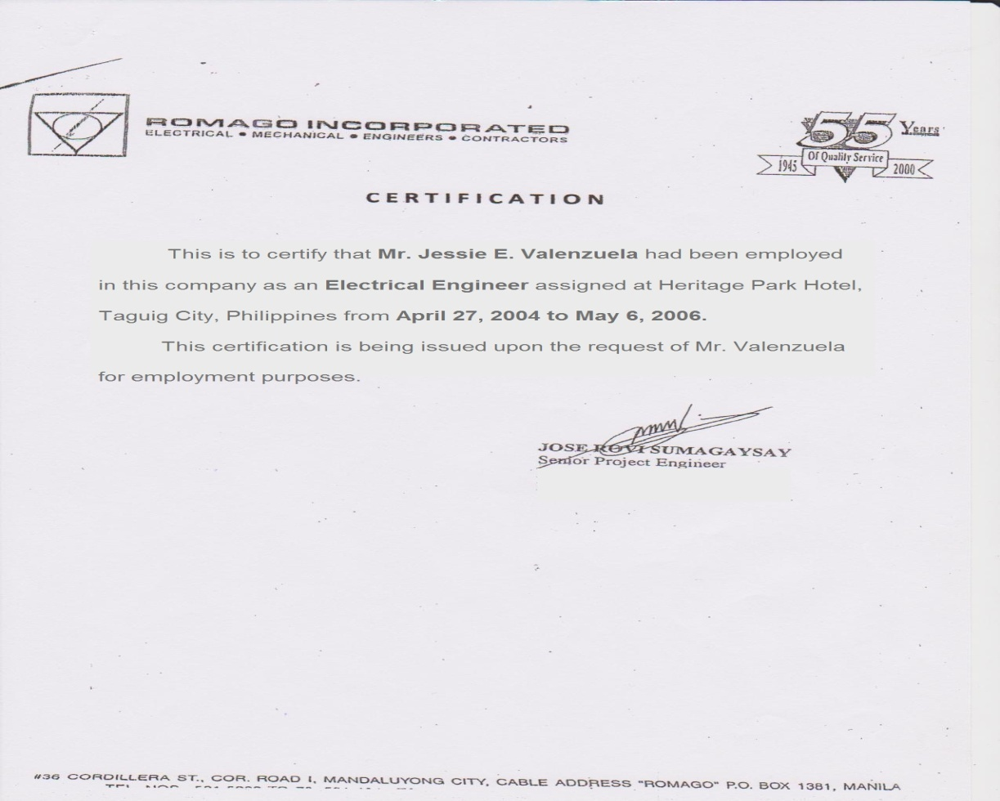 ROMAGO INCORPORATED
ELECTRICAL ● MECHANICAL ● ENGINEERS ● CONTRACTORS
55 Years
Of Quality Service
1945 2000
CERTIFICATION
This is to certify that Mr. Jessie E. Valenzuela had been employed
in this company as an Electrical Engineer assigned at Heritage Park Hotel,
Taguig City, Philippines from April 27, 2004 to May 6, 2006.
This certification is being issued upon the request of Mr. Valenzuela
for employment purposes.
JOSE ROVI SUMAGAYSAY
Senior Project Engineer
#36 CORDILLERA ST., COR. ROAD I, MANDALUYONG CITY, CABLE ADDRESS "ROMAGO" P.O. BOX 1381, MANILA